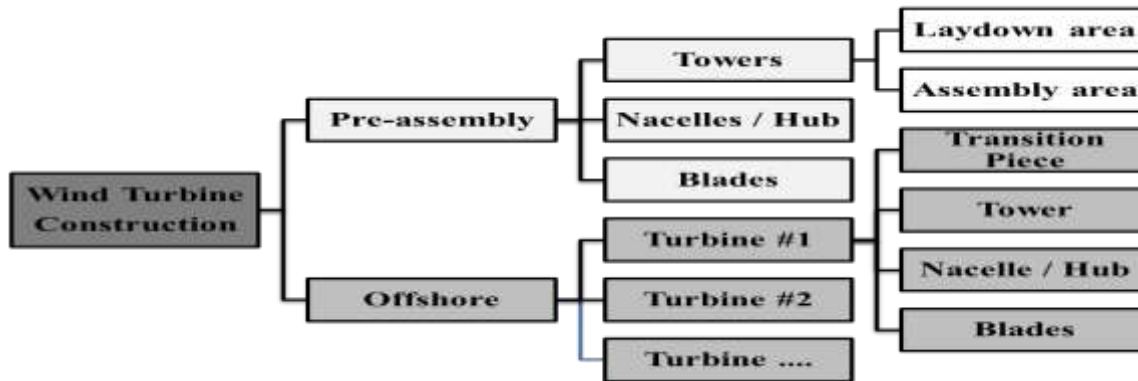 Wind Turbine
Construction
Pre-assembly
Offshore
Towers
Nacelles / Hub
Blades
Turbine #1
Turbine #2
Turbine ....
Laydown area
Assembly area
Transition
Piece
Tower
Nacelle / Hub
Blades